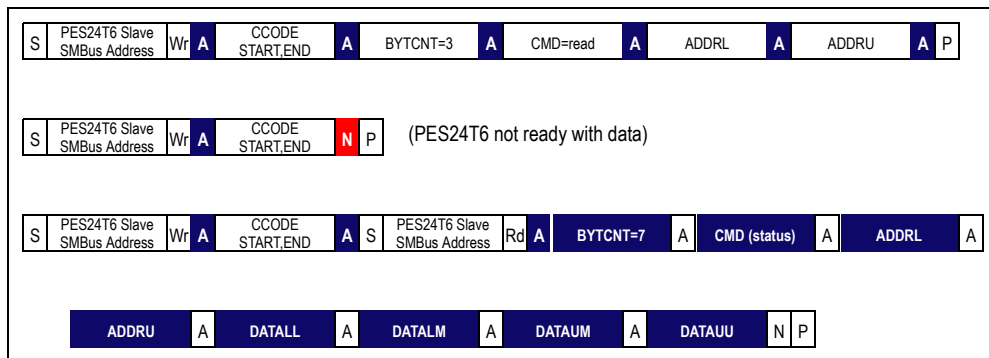 S PES24T6 Slave SMBus Address Wr A CCODE START,END A BYTCNT=3 A CMD=read A ADDRL A ADDRU A P
S PES24T6 Slave SMBus Address Wr A CCODE START,END N P (PES24T6 not ready with data)
S PES24T6 Slave SMBus Address Wr A CCODE START,END A S PES24T6 Slave SMBus Address Rd A BYTCNT=7 A CMD (status) A ADDRL A
ADDRU A DATALL A DATALM A DATAUM A DATAUU N P